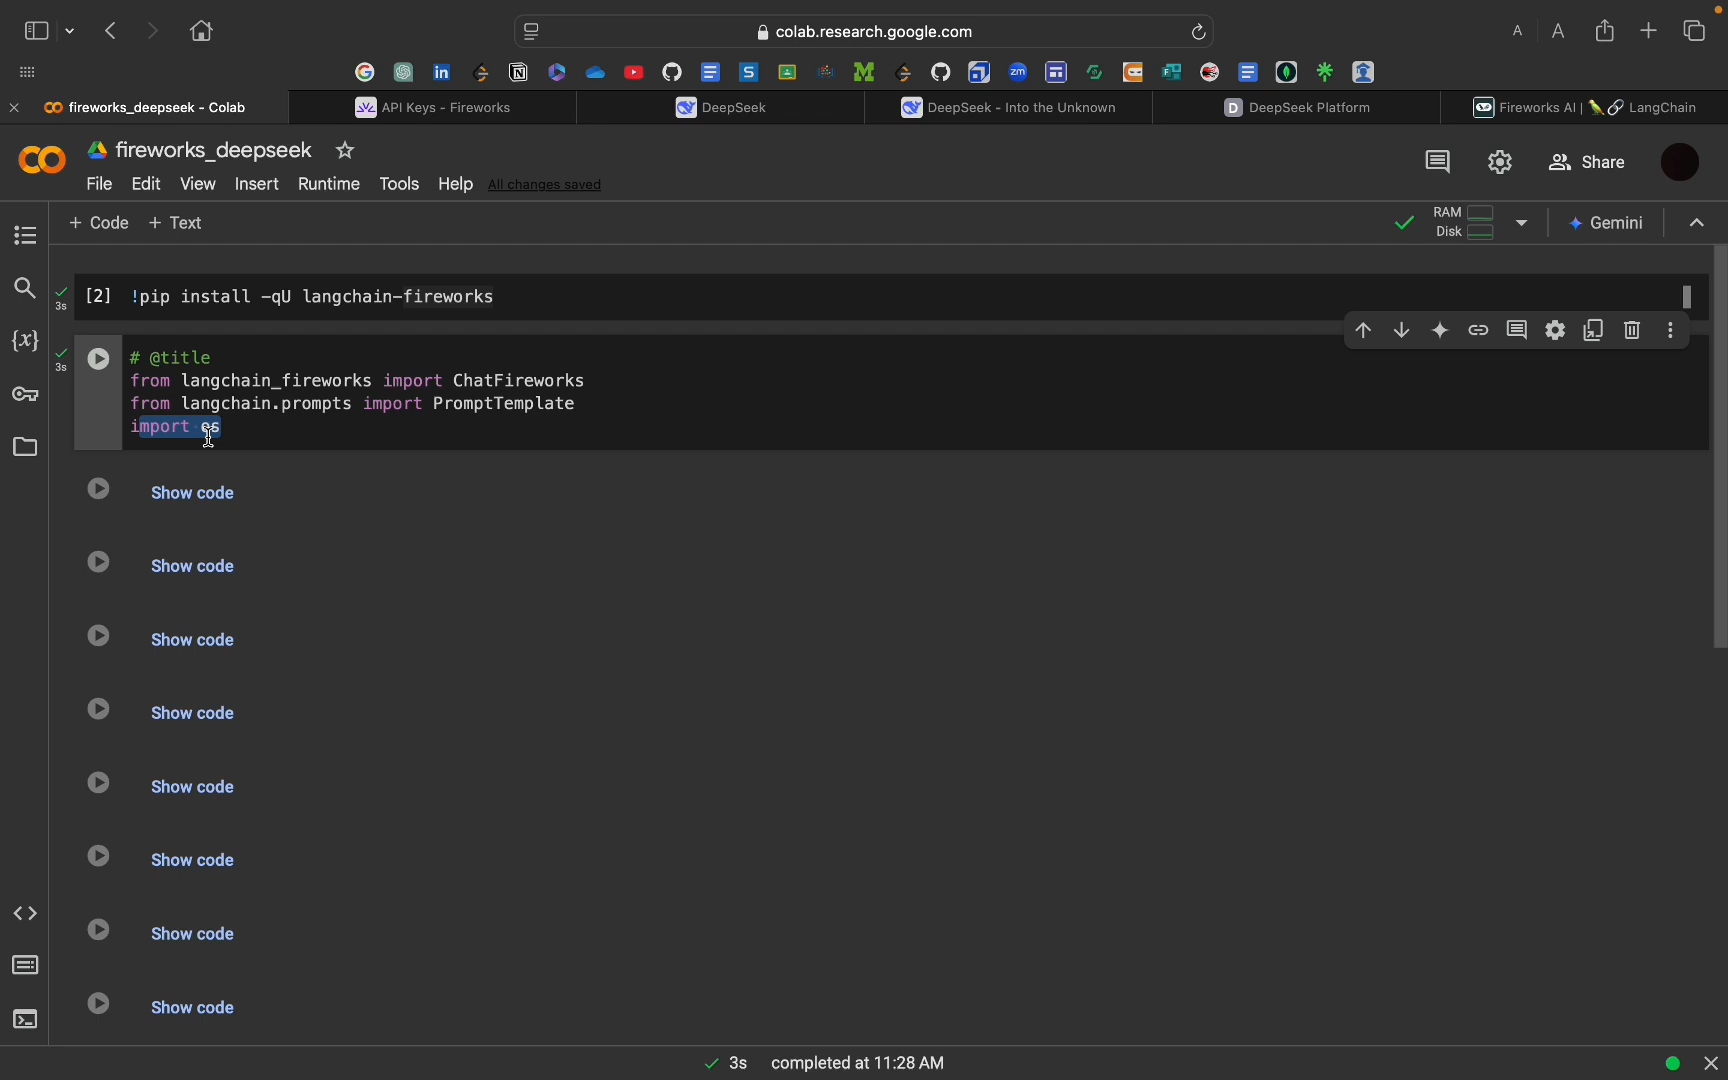 colab.research.google.com
A A
fireworks_deepseek - Colab
API Keys - Fireworks
DeepSeek
DeepSeek - Into the Unknown
D DeepSeek Platform
Fireworks AI | 🦜🔗 LangChain
fireworks_deepseek
Share
File Edit View Insert Runtime Tools Help All changes saved
+ Code + Text
RAM
Disk
Gemini
3s [2] !pip install -qU langchain-fireworks
3s
# @title
from langchain_fireworks import ChatFireworks
from langchain.prompts import PromptTemplate
import os
Show code
Show code
Show code
Show code
Show code
Show code
Show code
Show code
3s completed at 11:28 AM